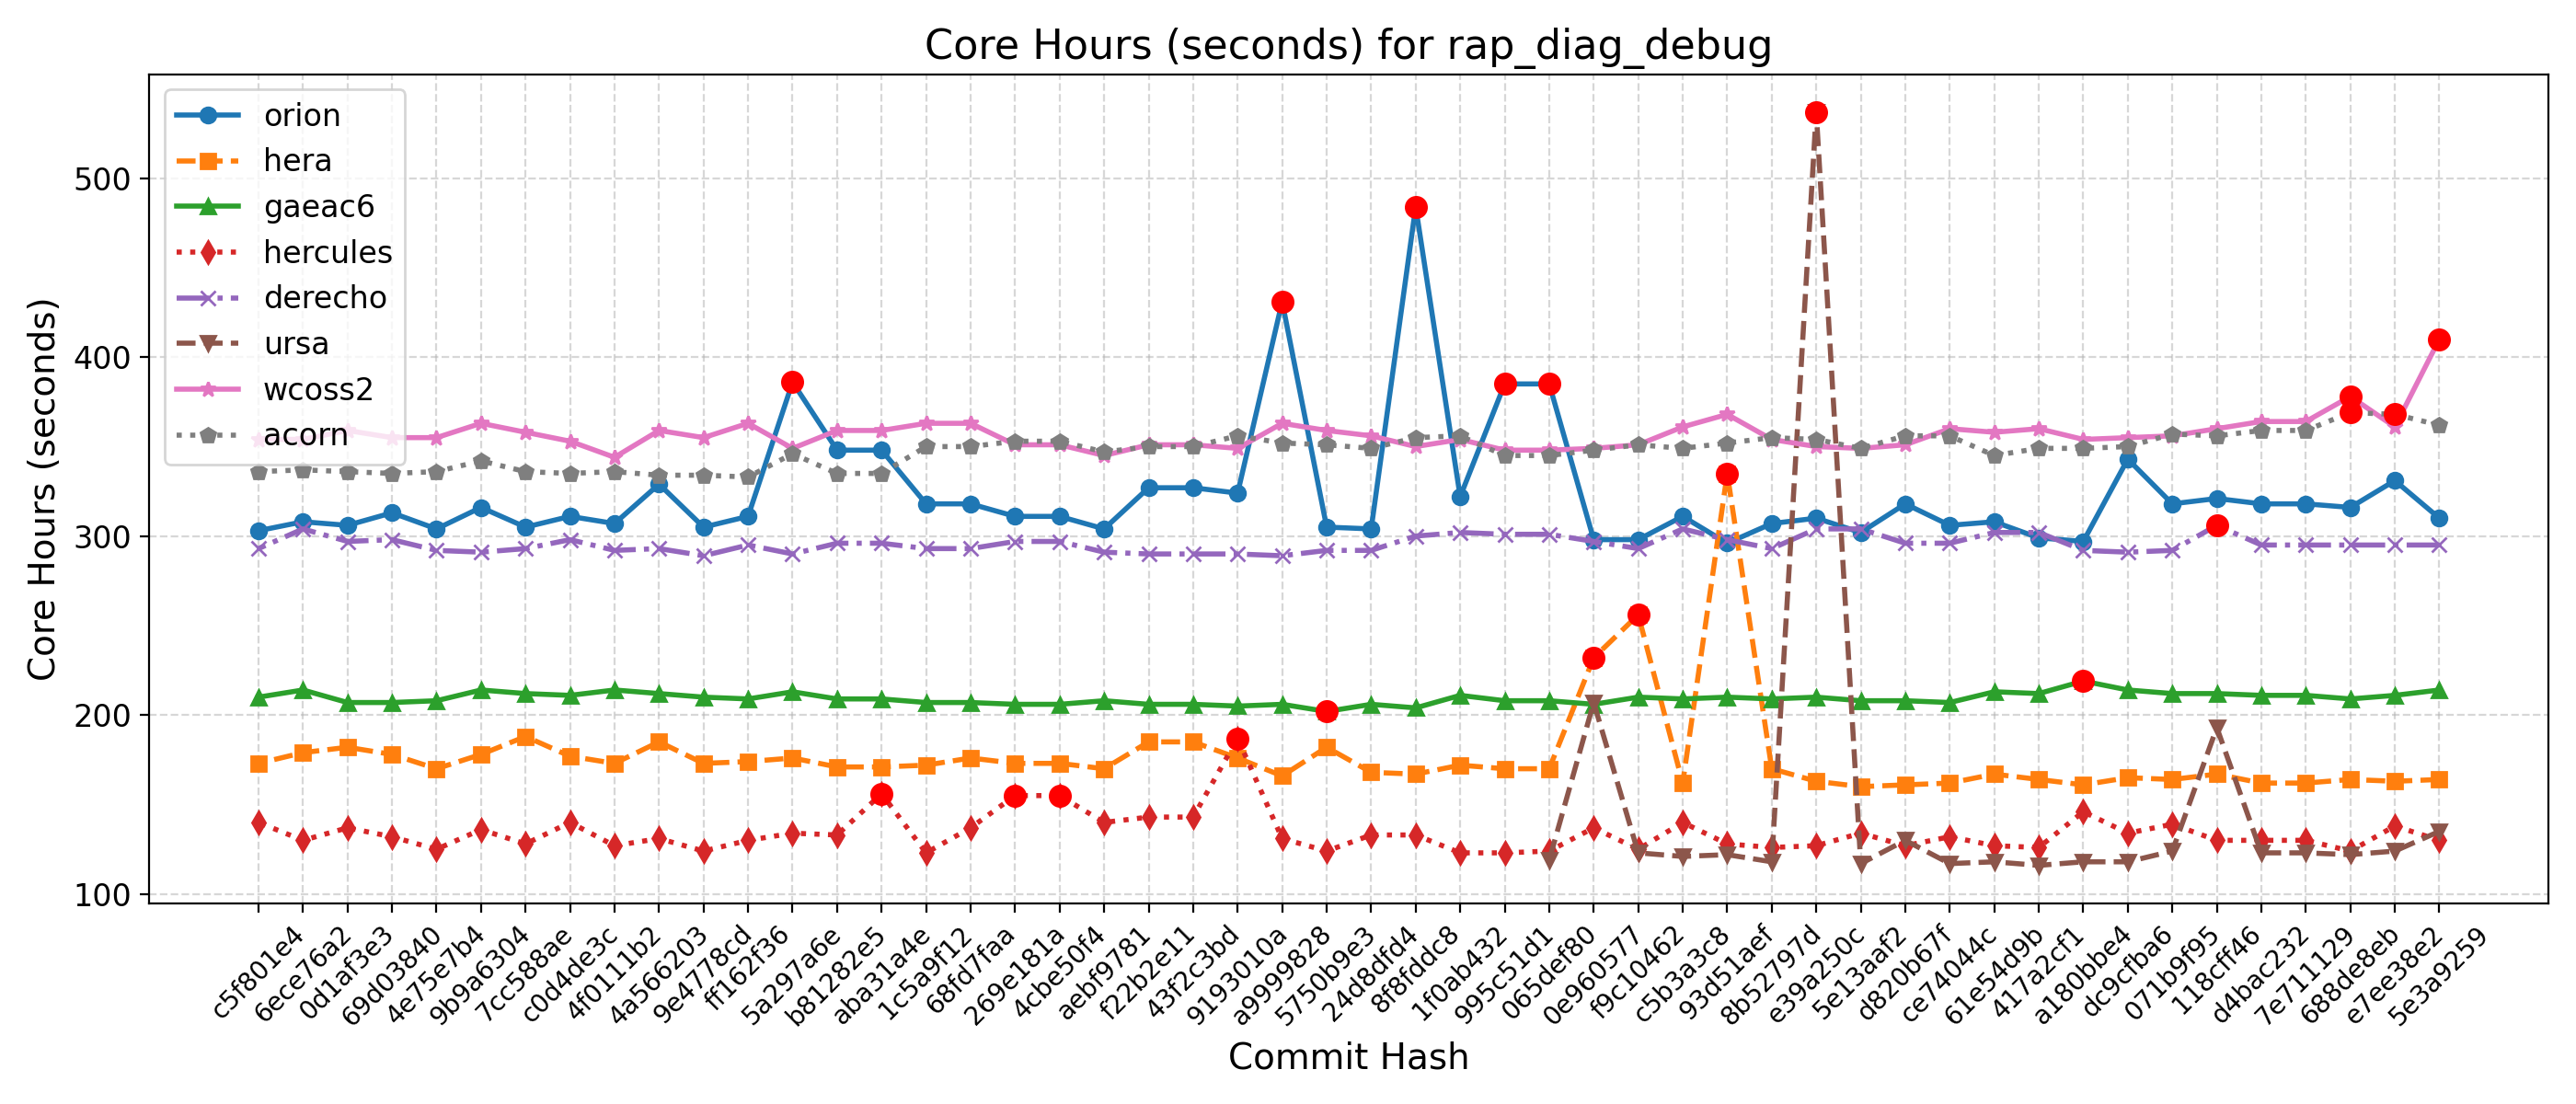 Core Hours (seconds) for rap_diag_debug
Core Hours (seconds)
500
400
300
200
100
orion
hera
gaeac6
hercules
derecho
ursa
wcoss2
acorn
c5f801e4
6ece76a2
0d1af3e3
69d03840
4e75e7b4
9b9a6304
7cc588ae
c0d4de3c
4f0111b2
4a566203
9e4778cd
ff162f36
5a297a6e
b81282e5
aba31a4e
1c5a9f12
68fd7faa
269e181a
4cbe50f4
aebf9781
f22b2e11
43f2c3bd
9193010a
a9999828
5750b9e3
24d8dfd4
8f8fddc8
1f0ab432
995c51d1
065def80
0e960577
f9c10462
c5b3a3c8
93d51aef
8b52797d
e39a250c
5e13aaf2
d820b67f
ce74044c
61e54d9b
417a2cf1
a180bbe4
dc9cfba6
071b9f95
118cff46
d4bac232
7e711129
688de8eb
e7ee38e2
5e3a9259
Commit Hash